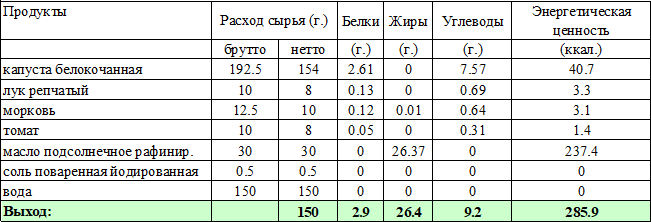 Продукты Расход сырья (г.) Белки Жиры Углеводы Энергетическая ценность
брутто нетто (г.) (г.) (г.) (ккал.)
капуста белокочанная 192.5 154 2.61 0 7.57 40.7
лук репчатый 10 8 0.13 0 0.69 3.3
морковь 12.5 10 0.12 0.01 0.64 3.1
томат 10 8 0.05 0 0.31 1.4
масло подсолнечное рафинир. 30 30 0 26.37 0 237.4
соль поваренная йодированная 0.5 0.5 0 0 0 0
вода 150 150 0 0 0 0
Выход: 150 2.9 26.4 9.2 285.9